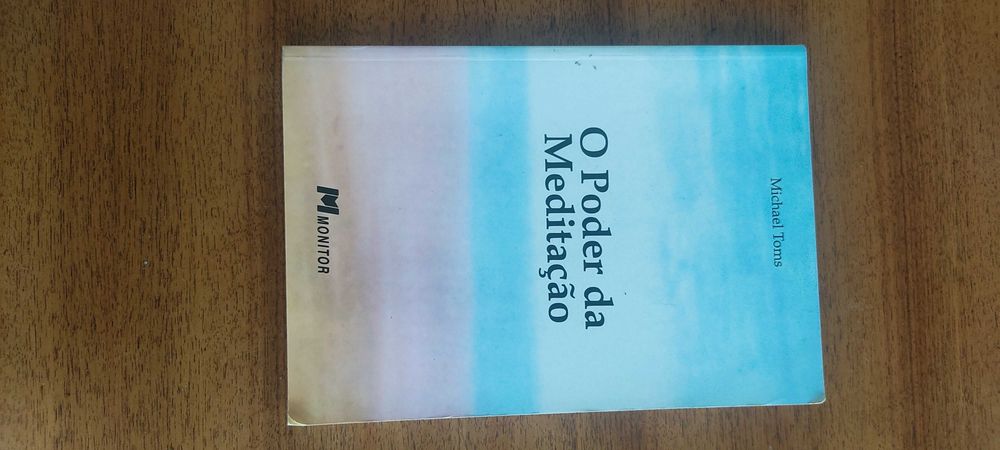 Michael Toms
O Poder da
Meditação
M MONITOR